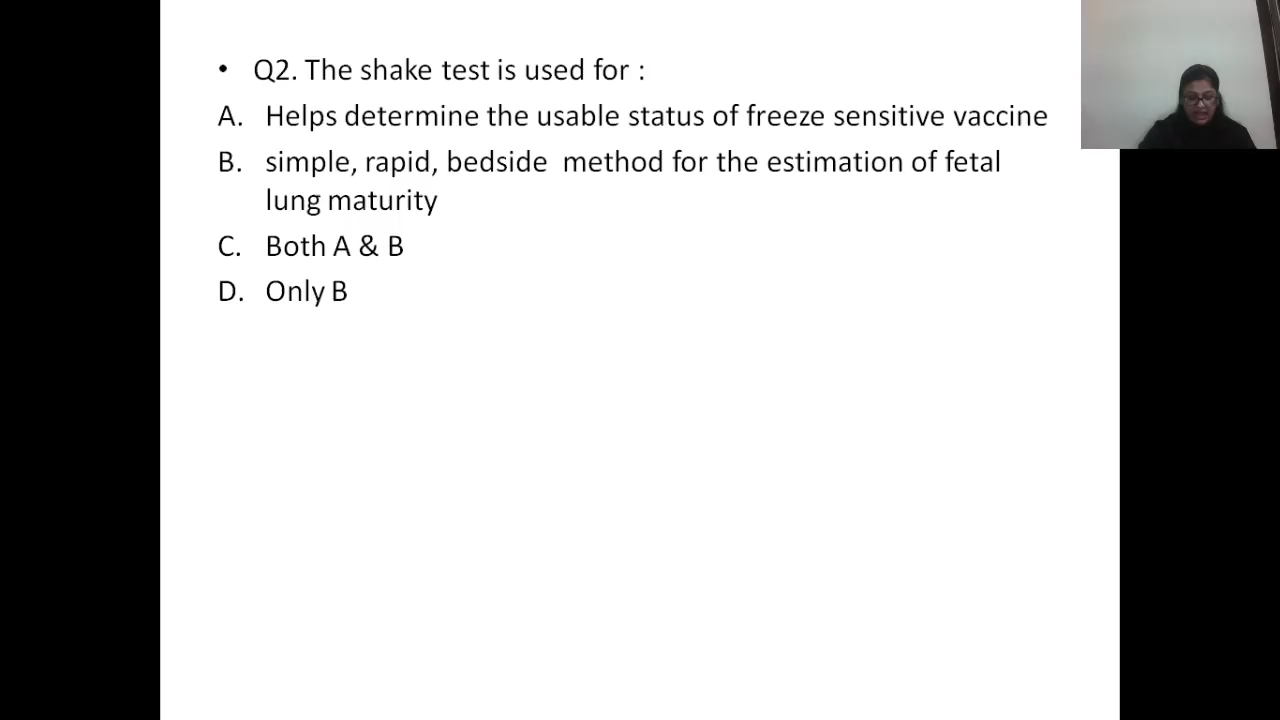 • Q2. The shake test is used for :
A. Helps determine the usable status of freeze sensitive vaccine
B. simple, rapid, bedside method for the estimation of fetal
lung maturity
C. Both A & B
D. Only B